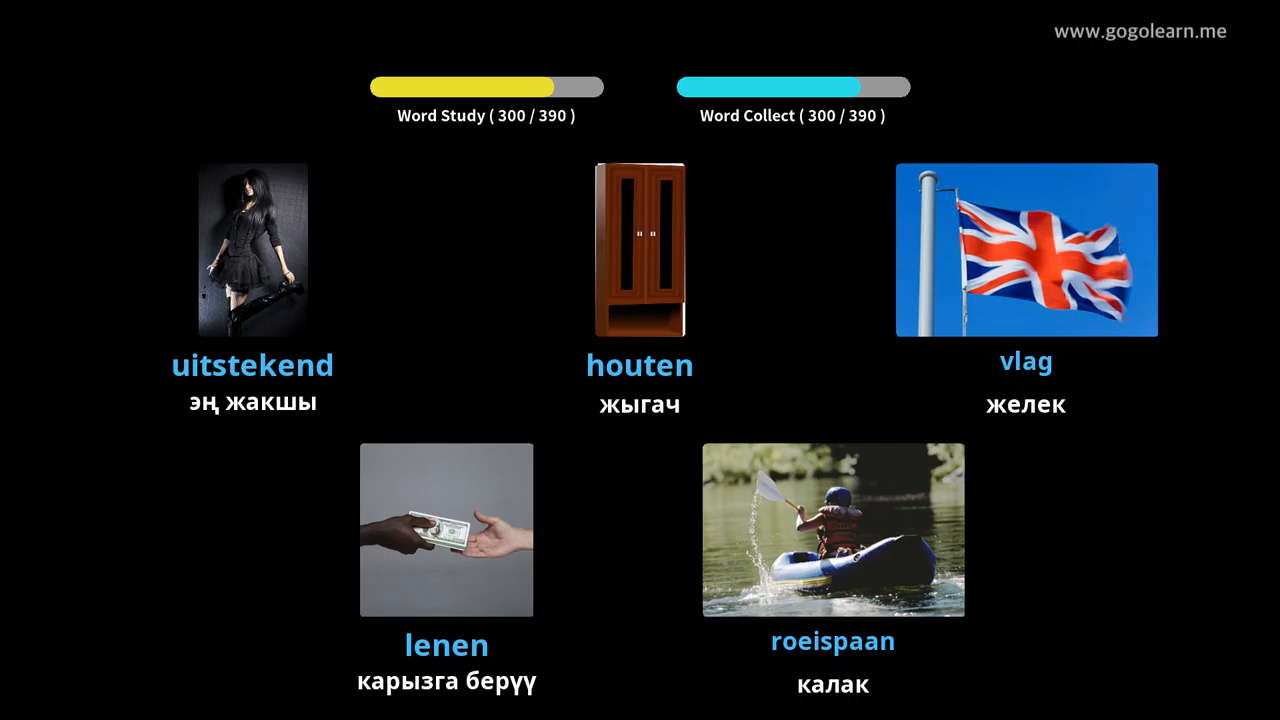 www.gogolearn.me
Word Study ( 300 / 390 )
Word Collect ( 300 / 390 )
uitstekend
эң жакшы
houten
жыгач
vlag
желек
lenen
карызга берүү
roeispaan
калак